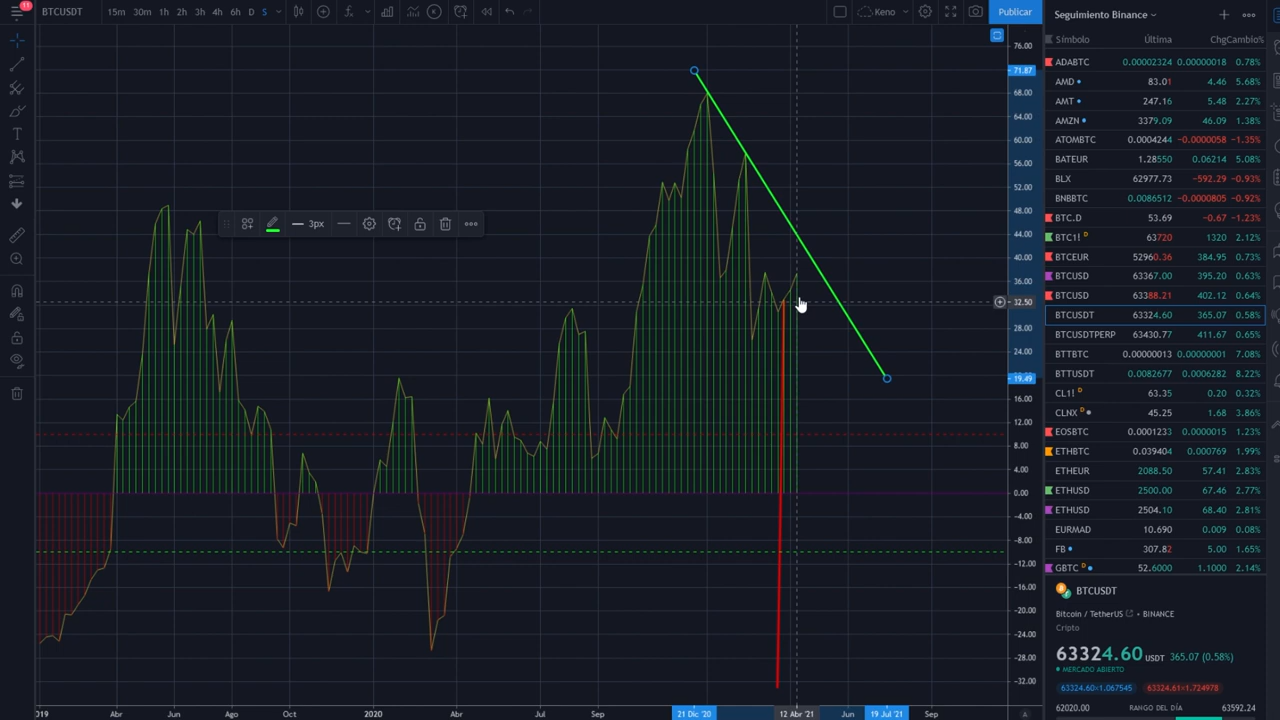 11
BTCUSDT 15m 30m 1h 2h 3h 4h 6h D S
Keno
Publicar
Seguimiento Binance
Símbolo Última Chg Cambio%
ADABTC 0.00002324 0.00000018 0.78%
AMD 83.01 4.46 5.68%
AMT 247.16 5.48 2.27%
AMZN 3379.09 46.09 1.38%
ATOMBTC 0.0004244 −0.0000058 −1.35%
BATEUR 1.28550 0.06214 5.08%
BLX 62977.73 −592.29 −0.93%
BNBBTC 0.0086512 −0.0000805 −0.92%
BTC.D 53.69 −0.67 −1.23%
BTC1! D 63720 1320 2.12%
BTCEUR 52960.36 384.95 0.73%
BTCUSD 63367.00 395.20 0.63%
BTCUSD 63388.21 402.12 0.64%
BTCUSDT 63324.60 365.07 0.58%
BTCUSDTPERP 63430.77 411.67 0.65%
BTTBTC 0.00000013 0.00000001 7.08%
BTTUSDT 0.0082677 0.0006282 8.22%
CL1! D 63.35 0.20 0.32%
CLNX D 45.25 1.68 3.86%
EOSBTC 0.0001233 0.0000015 1.23%
ETHBTC 0.039404 0.000769 1.99%
ETHEUR 2088.50 57.41 2.83%
ETHUSD 2500.00 67.46 2.77%
ETHUSD 2504.10 68.40 2.81%
EURMAD 10.690 0.009 0.08%
FB 307.82 5.00 1.65%
GBTC D 52.6000 1.1000 2.14%
BTCUSDT
Bitcoin / TetherUS • BINANCE
Cripto
63324.60 USDT 365.07 (0.58%)
MERCADO ABIERTO
63324.60×1.067545 63324.61×1.724978
62020.00 RANGO DEL DÍA 63592.24
3px
76.00
71.87
68.00
64.00
60.00
56.00
52.00
48.00
44.00
40.00
36.00
32.50
28.00
24.00
19.49
16.00
12.00
8.00
4.00
0.00
−4.00
−8.00
−12.00
−16.00
−20.00
−24.00
−28.00
−32.00
2019 Abr Jun Ago Oct 2020 Abr Jul Sep 21 Dic '20 12 Abr '21 Jun 19 Jul '21 Sep